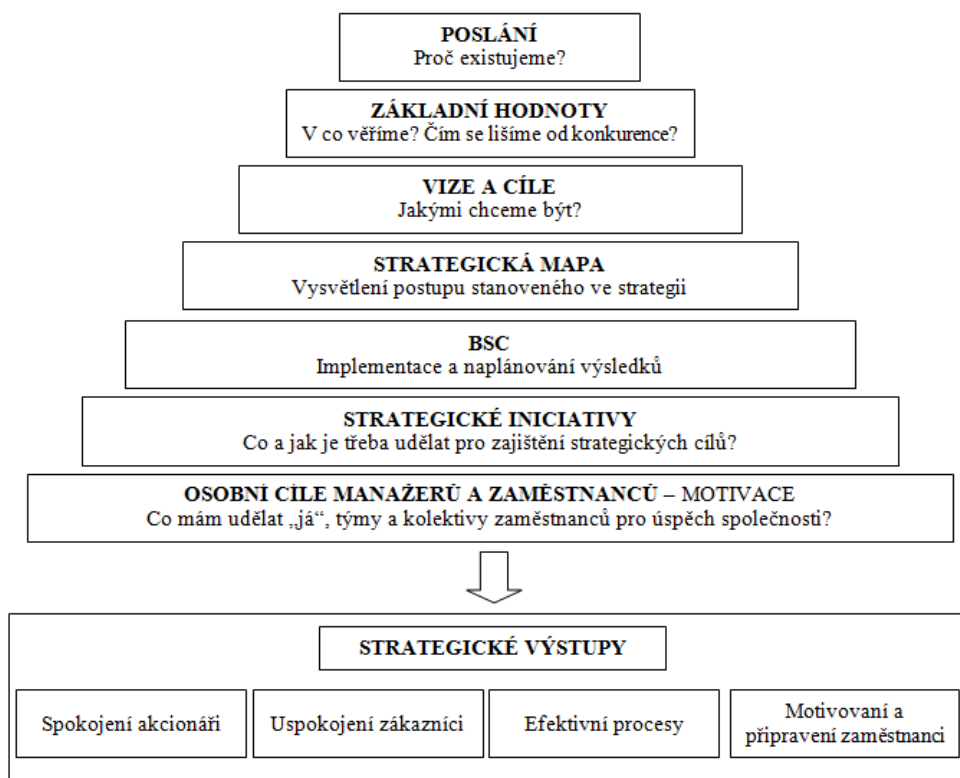 POSLÁNÍ
Proč existujeme?
ZÁKLADNÍ HODNOTY
V co věříme? Čím se lišíme od konkurence?
VIZE A CÍLE
Jakými chceme být?
STRATEGICKÁ MAPA
Vysvětlení postupu stanoveného ve strategii
BSC
Implementace a naplánování výsledků
STRATEGICKÉ INICIATIVY
Co a jak je třeba udělat pro zajištění strategických cílů?
OSOBNÍ CÍLE MANAŽERŮ A ZAMĚSTNANCŮ – MOTIVACE
Co mám udělat „já“, týmy a kolektivy zaměstnanců pro úspěch společnosti?
STRATEGICKÉ VÝSTUPY
Spokojení akcionáři
Uspokojení zákazníci
Efektivní procesy
Motivovaní a
připravení zaměstnanci